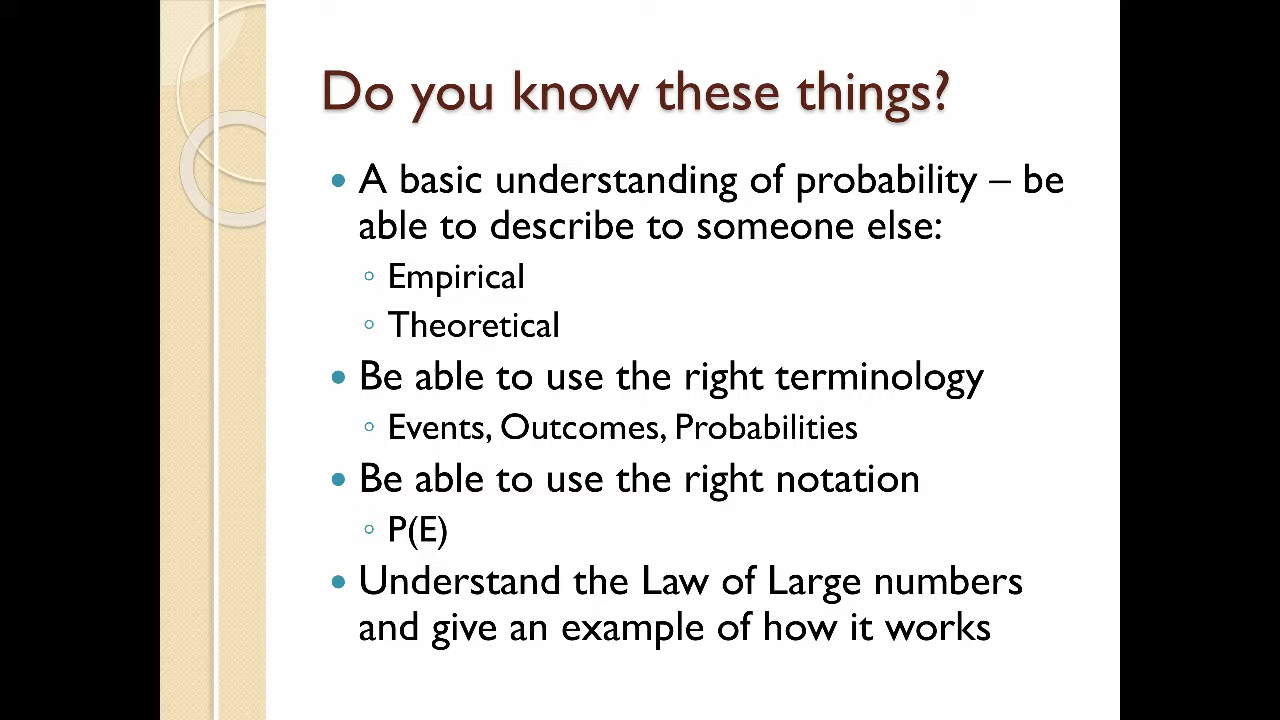 Do you know these things?
• A basic understanding of probability – be
able to describe to someone else:
◦ Empirical
◦ Theoretical
• Be able to use the right terminology
◦ Events, Outcomes, Probabilities
• Be able to use the right notation
◦ P(E)
• Understand the Law of Large numbers
and give an example of how it works